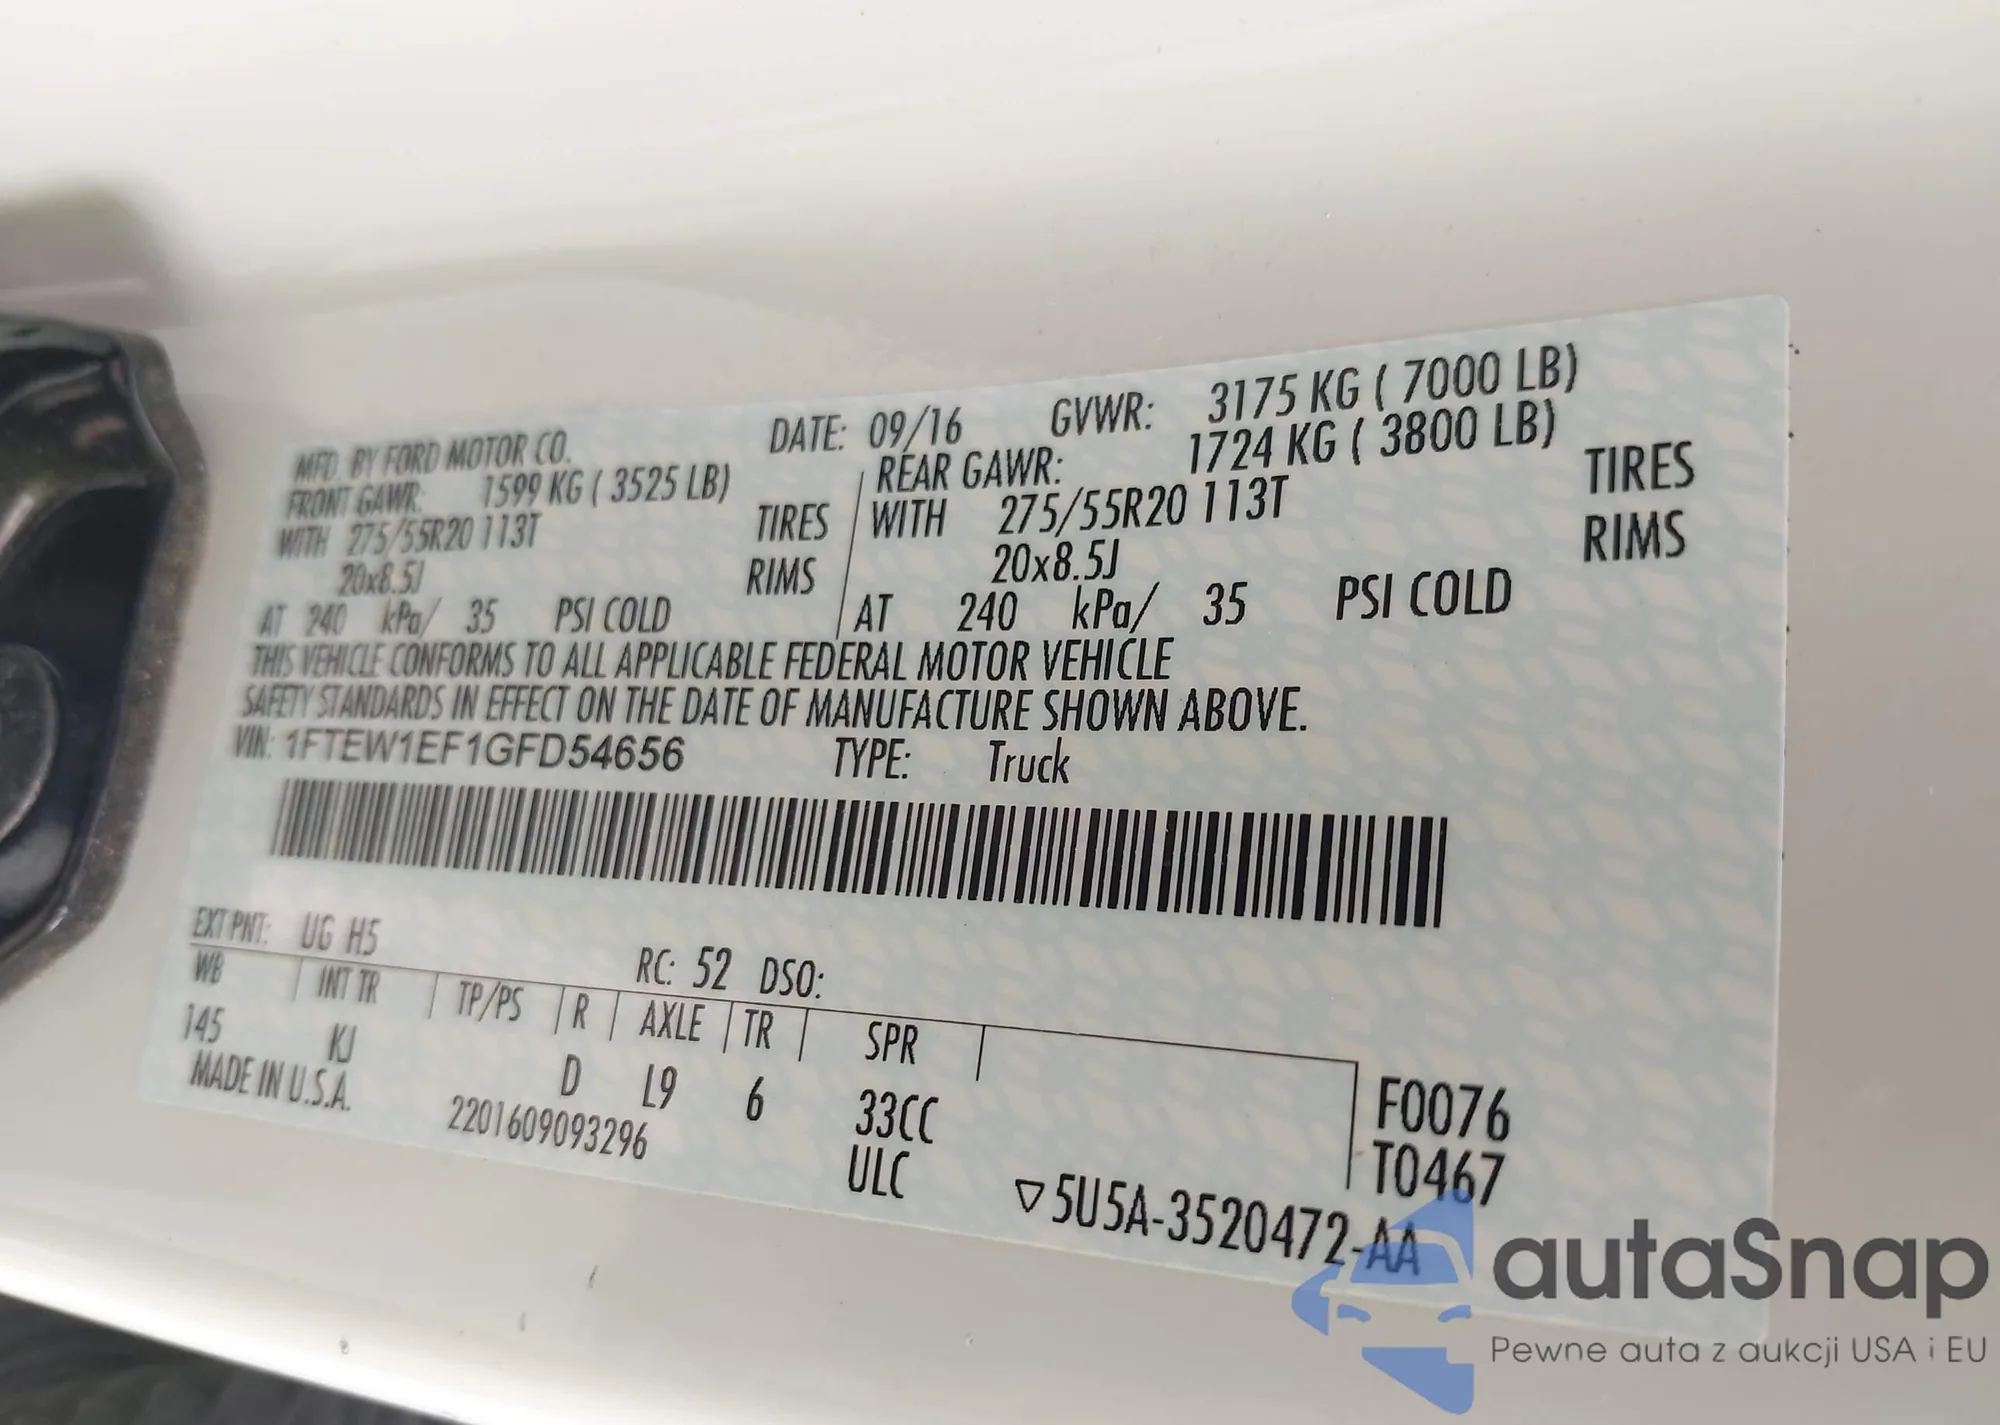 MFD. BY FORD MOTOR CO. DATE: 09/16 GVWR: 3175 KG ( 7000 LB)
FRONT GAWR: 1599 KG ( 3525 LB) REAR GAWR: 1724 KG ( 3800 LB)
WITH 275/55R20 113T TIRES WITH 275/55R20 113T TIRES
20x8.5J RIMS 20x8.5J RIMS
AT 240 kPa/ 35 PSI COLD AT 240 kPa/ 35 PSI COLD
THIS VEHICLE CONFORMS TO ALL APPLICABLE FEDERAL MOTOR VEHICLE
SAFETY STANDARDS IN EFFECT ON THE DATE OF MANUFACTURE SHOWN ABOVE.
VIN: 1FTEW1EF1GFD54656 TYPE: Truck
EXT PNT: UG H5 RC: 52 DSO:
WB INT TR TP/PS R AXLE TR SPR
145 KJ D L9 6 33CC F0076
MADE IN U.S.A. 2201609093296 ULC T0467
▽5U5A-3520472-AA
autaSnap
Pewne auta z aukcji USA i EU